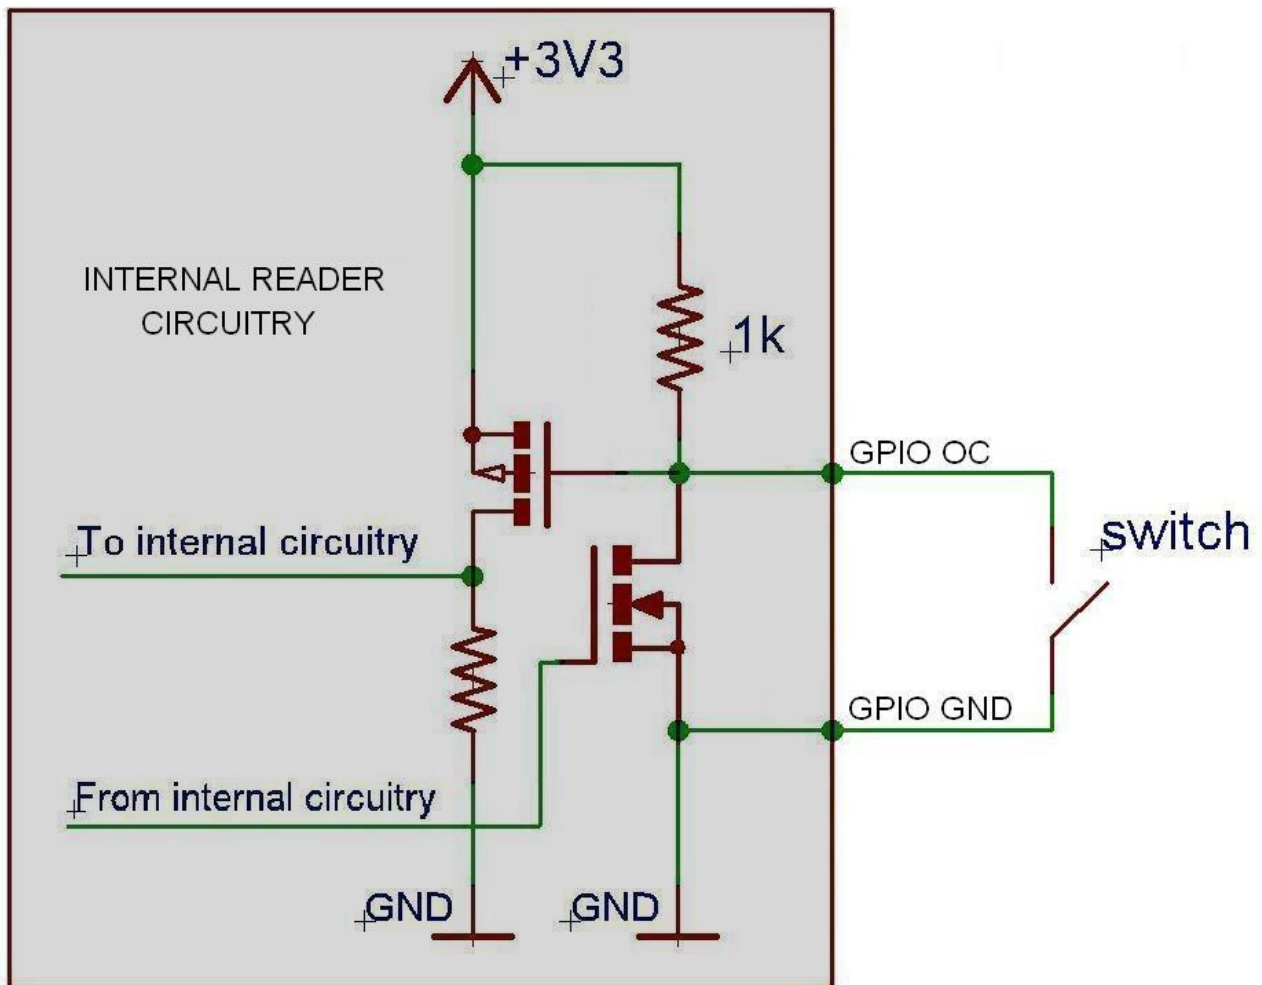 +3V3
INTERNAL READER
CIRCUITRY
1k
GPIO OC
switch
To internal circuitry
GPIO GND
From internal circuitry
GND
GND